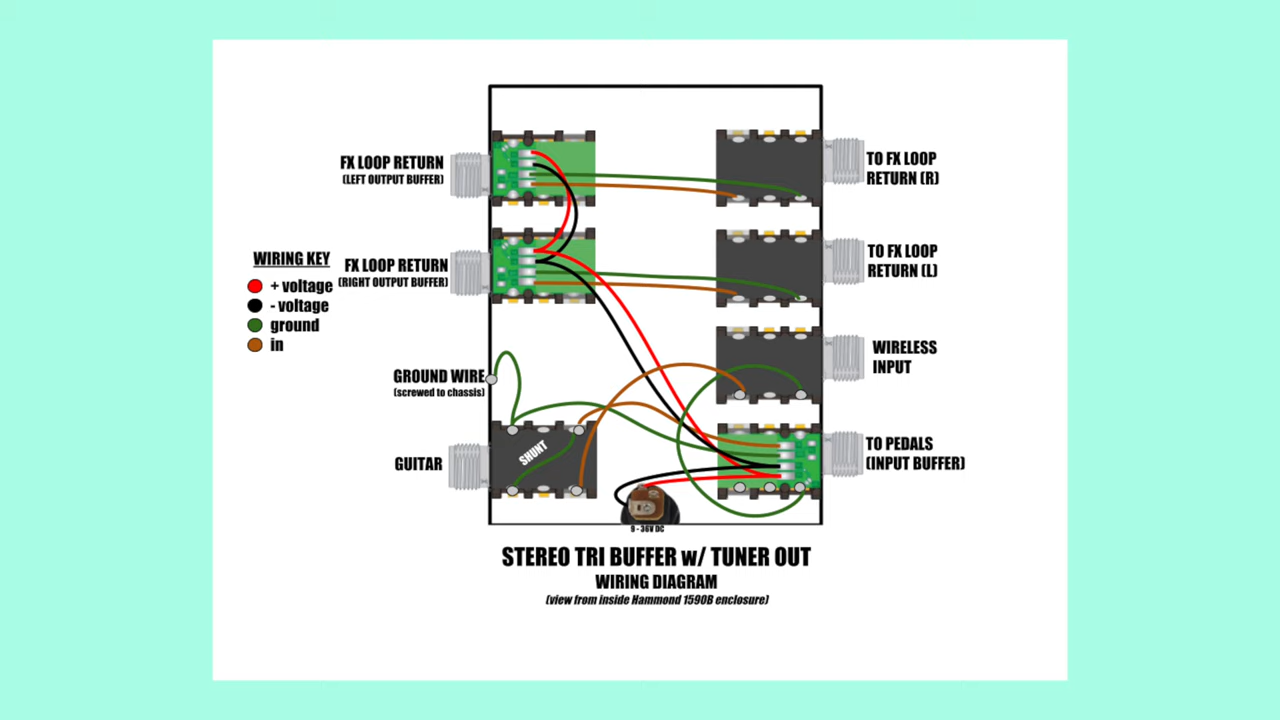 FX LOOP RETURN
(LEFT OUTPUT BUFFER)
TO FX LOOP
RETURN (R)
WIRING KEY
+ voltage
- voltage
ground
in
FX LOOP RETURN
(RIGHT OUTPUT BUFFER)
TO FX LOOP
RETURN (L)
WIRELESS
INPUT
GROUND WIRE
(screwed to chassis)
GUITAR
SHUNT
TO PEDALS
(INPUT BUFFER)
9 - 36V DC
STEREO TRI BUFFER w/ TUNER OUT
WIRING DIAGRAM
(view from inside Hammond 1590B enclosure)